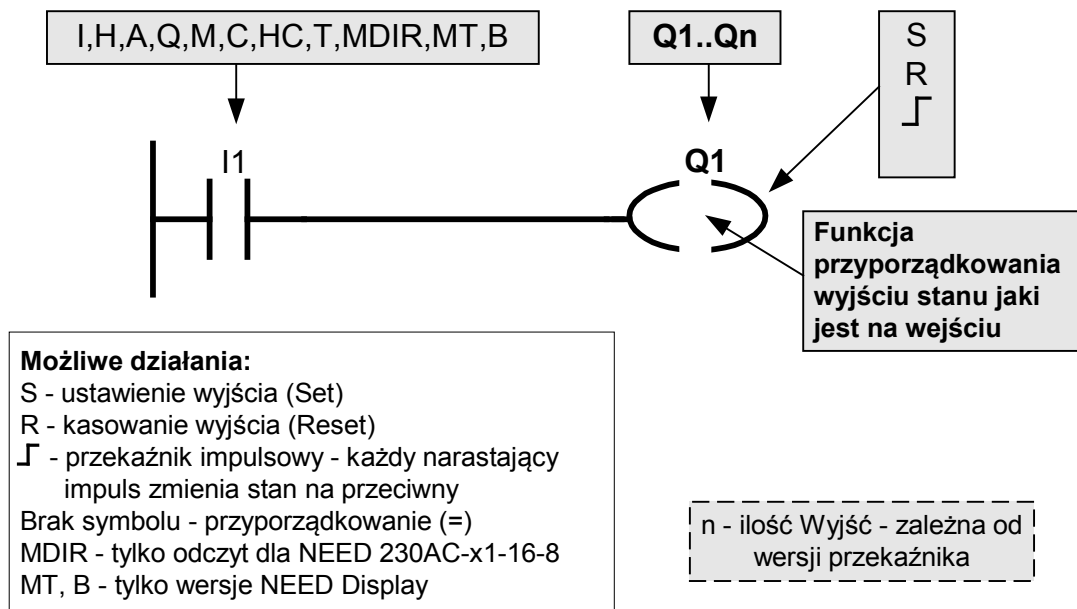 I,H,A,Q,M,C,HC,T,MDIR,MT,B
Q1..Qn
S
R
I1
Q1
Funkcja
przyporządkowania
wyjściu stanu jaki
jest na wejściu
Możliwe działania:
S - ustawienie wyjścia (Set)
R - kasowanie wyjścia (Reset)
- przekaźnik impulsowy - każdy narastający
impuls zmienia stan na przeciwny
Brak symbolu - przyporządkowanie (=)
MDIR - tylko odczyt dla NEED 230AC-x1-16-8
MT, B - tylko wersje NEED Display
n - ilość Wyjść - zależna od
wersji przekaźnika